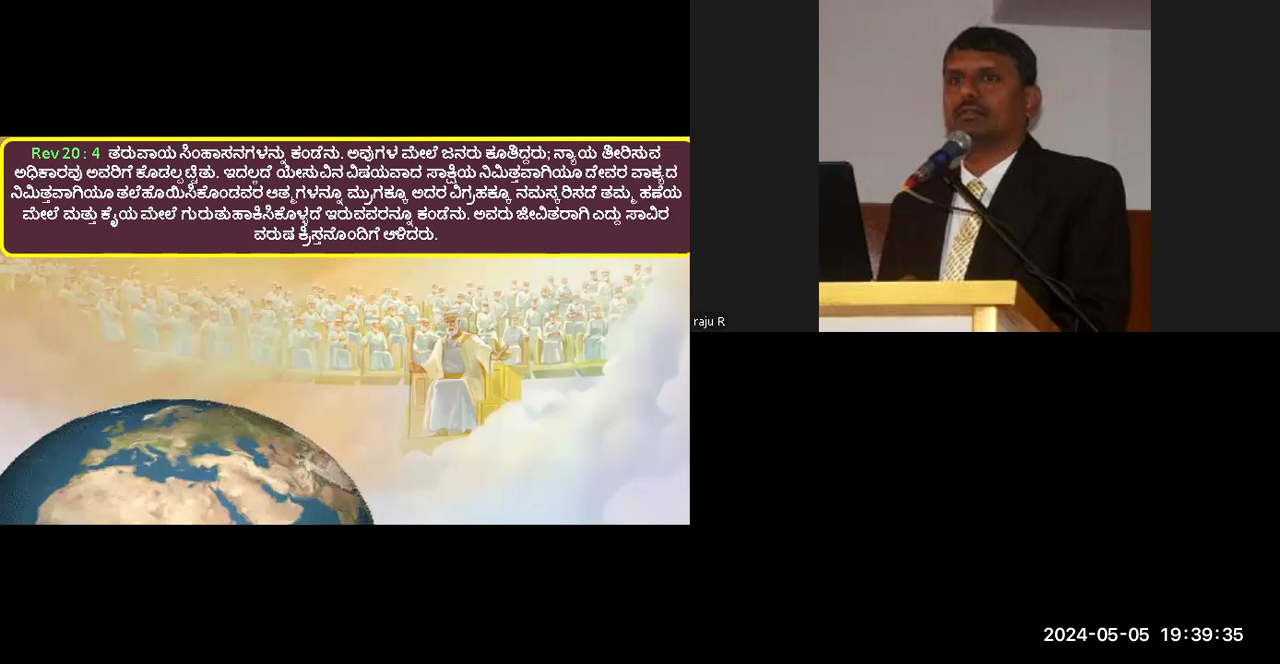 Rev 20 : 4 ತರುವಾಯ ಸಿಂಹಾಸನಗಳನ್ನು ಕಂಡೆನು. ಅವುಗಳ ಮೇಲೆ ಜನರು ಕೂತಿದ್ದರು; ನ್ಯಾಯ ತೀರಿಸುವ
ಅಧಿಕಾರವು ಅವರಿಗೆ ಕೊಡಲ್ಪಟ್ಟಿತು. ಇದಲ್ಲದೆ ಯೇಸುವಿನ ವಿಷಯವಾದ ಸಾಕ್ಷಿಯ ನಿಮಿತ್ತವಾಗಿಯೂ ದೇವರ ವಾಕ್ಯದ
ನಿಮಿತ್ತವಾಗಿಯೂ ತಲೆಹೊಯಿಸಿಕೊಂಡವರ ಆತ್ಮಗಳನ್ನೂ ಮೃಗಕ್ಕೂ ಅದರ ವಿಗ್ರಹಕ್ಕೂ ನಮಸ್ಕರಿಸದೆ ತಮ್ಮ ಹಣೆಯ
ಮೇಲೆ ಮತ್ತು ಕೈಯ ಮೇಲೆ ಗುರುತುಹಾಕಿಸಿಕೊಳ್ಳದೆ ಇರುವವರನ್ನೂ ಕಂಡೆನು. ಅವರು ಜೀವಿತರಾಗಿ ಎದ್ದು ಸಾವಿರ
ವರುಷ ಕ್ರಿಸ್ತನೊಂದಿಗೆ ಆಳಿದರು.
raju R
2024-05-05 19:39:35